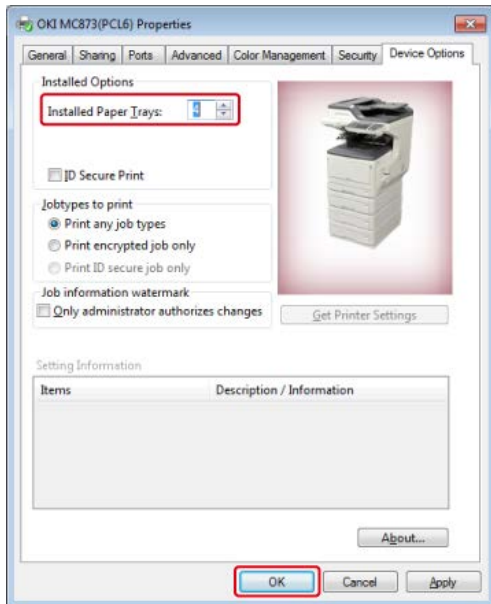 OKI MC873(PCL6) Properties
General Sharing Ports Advanced Color Management Security Device Options
Installed Options
Installed Paper Trays: 4
ID Secure Print
Jobtypes to print
Print any job types
Print encrypted job only
Print ID secure job only
Job information watermark
Only administrator authorizes changes
Get Printer Settings
Setting Information
Items Description / Information
About...
OK Cancel Apply